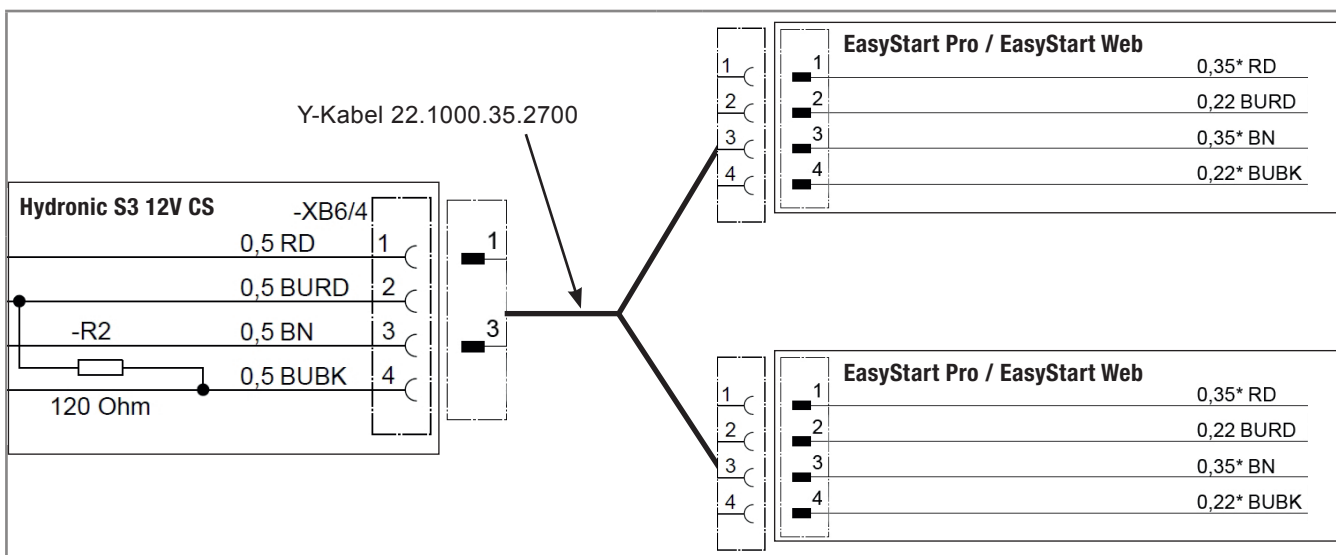 EasyStart Pro / EasyStart Web
1 1 0,35* RD
2 2 0,22 BURD
3 3 0,35* BN
4 4 0,22* BUBK
Y-Kabel 22.1000.35.2700
Hydronic S3 12V CS -XB6/4
0,5 RD 1 1
0,5 BURD 2
-R2 0,5 BN 3 3
0,5 BUBK 4
120 Ohm
EasyStart Pro / EasyStart Web
1 1 0,35* RD
2 2 0,22 BURD
3 3 0,35* BN
4 4 0,22* BUBK